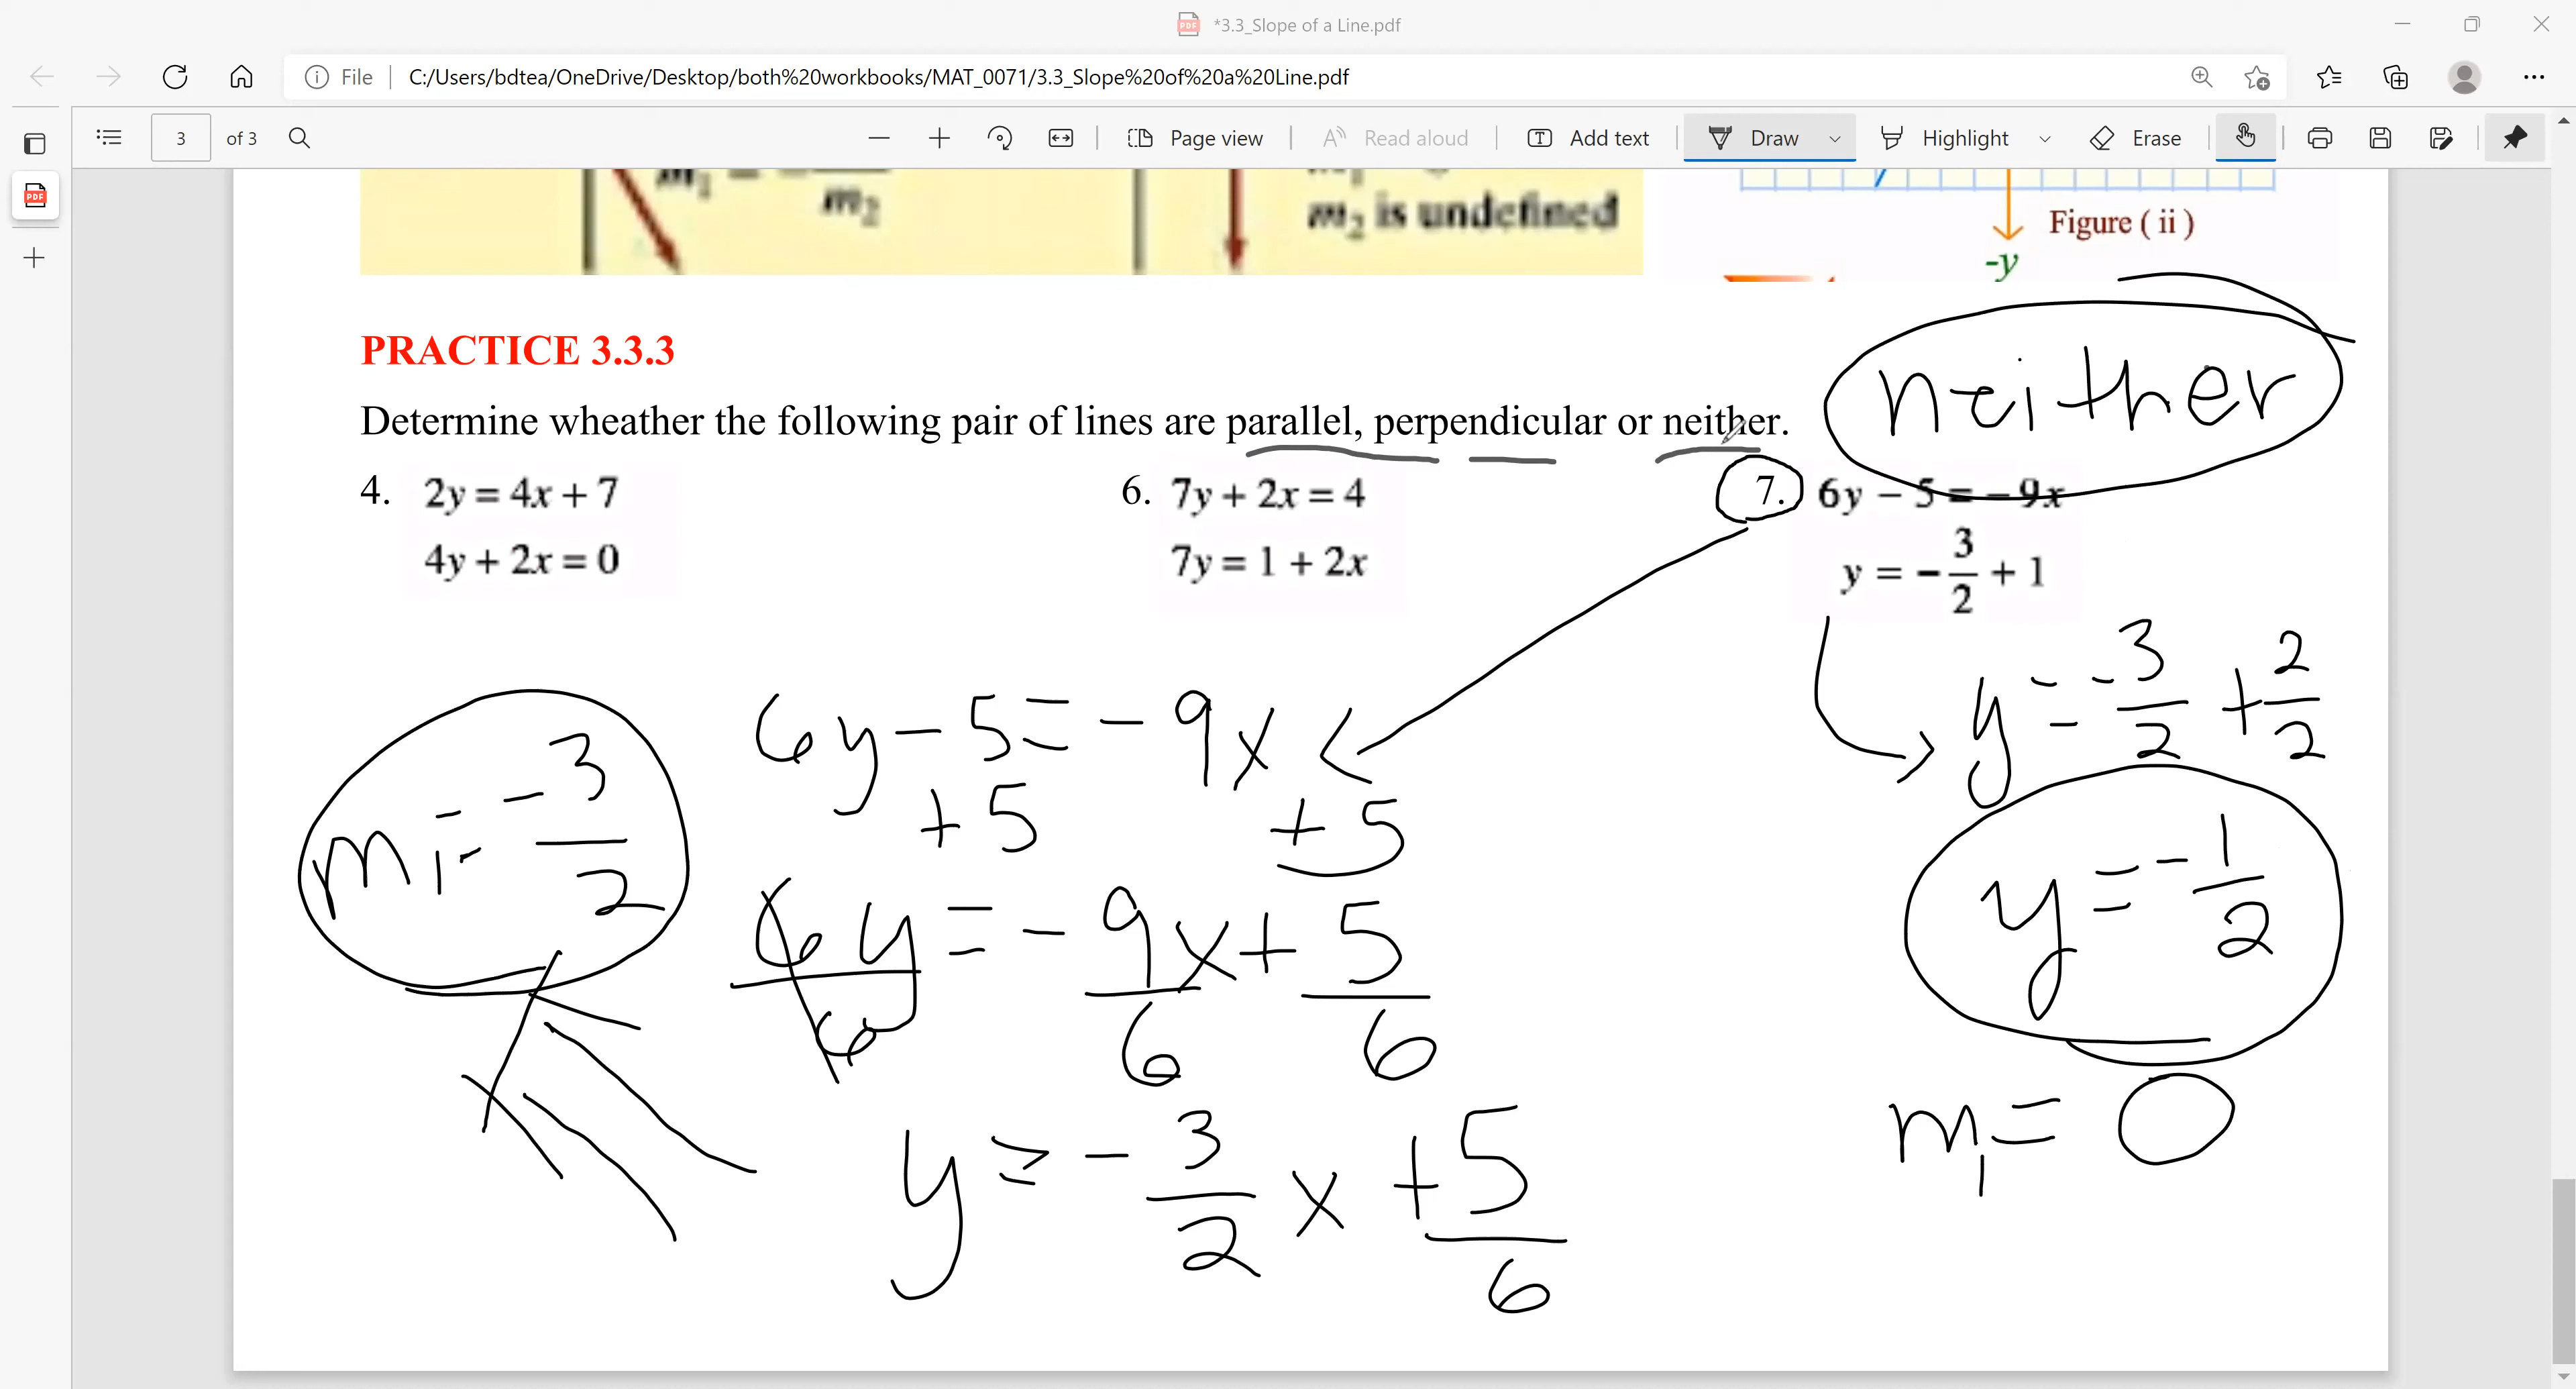 *3.3_Slope of a Line.pdf
File C:/Users/bdtea/OneDrive/Desktop/both%20workbooks/MAT_0071/3.3_Slope%20of%20a%20Line.pdf
3 of 3 Page view Read aloud Add text Draw Highlight Erase
m₁ = - m₂
m₂ is undefined
Figure ( ii )
-y
PRACTICE 3.3.3
neither
Determine wheather the following pair of lines are parallel, perpendicular or neither.
4. 2y = 4x + 7
4y + 2x = 0
6. 7y + 2x = 4
7y = 1 + 2x
7. 6y − 5 = −9x
y = −3/2 + 1
6y − 5 = −9x
+5 +5
6y/6 = −9x/6 + 5/6
y = −3/2 x + 5/6
m₁ = −3/2
y = −3/2 + 2/2
y = −1/2
m₁ = 0